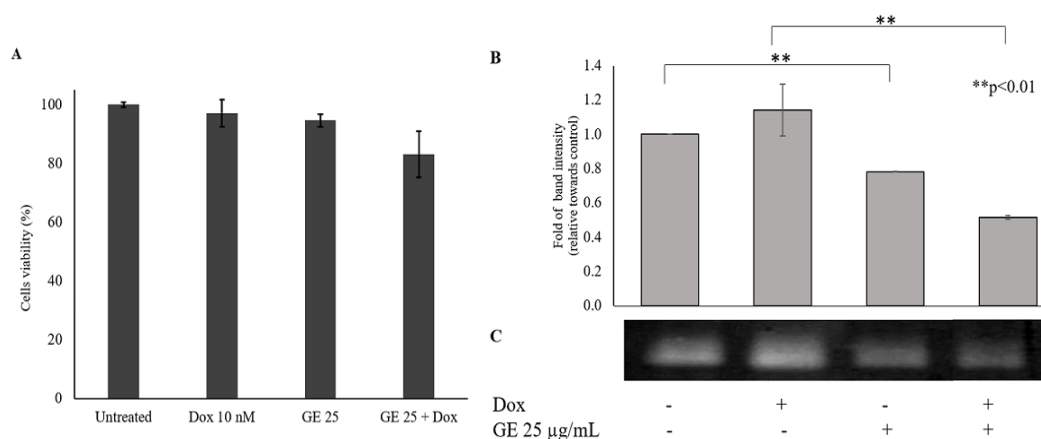 A
Cells viability (%)
100
80
60
40
20
0
Untreated Dox 10 nM GE 25 GE 25 + Dox
B
**
**
**p<0.01
Fold of band intensity
(relative towards control)
1.4
1.2
1.0
0.8
0.6
0.4
0.2
0.0
C
Dox - + - +
GE 25 µg/mL - - + +